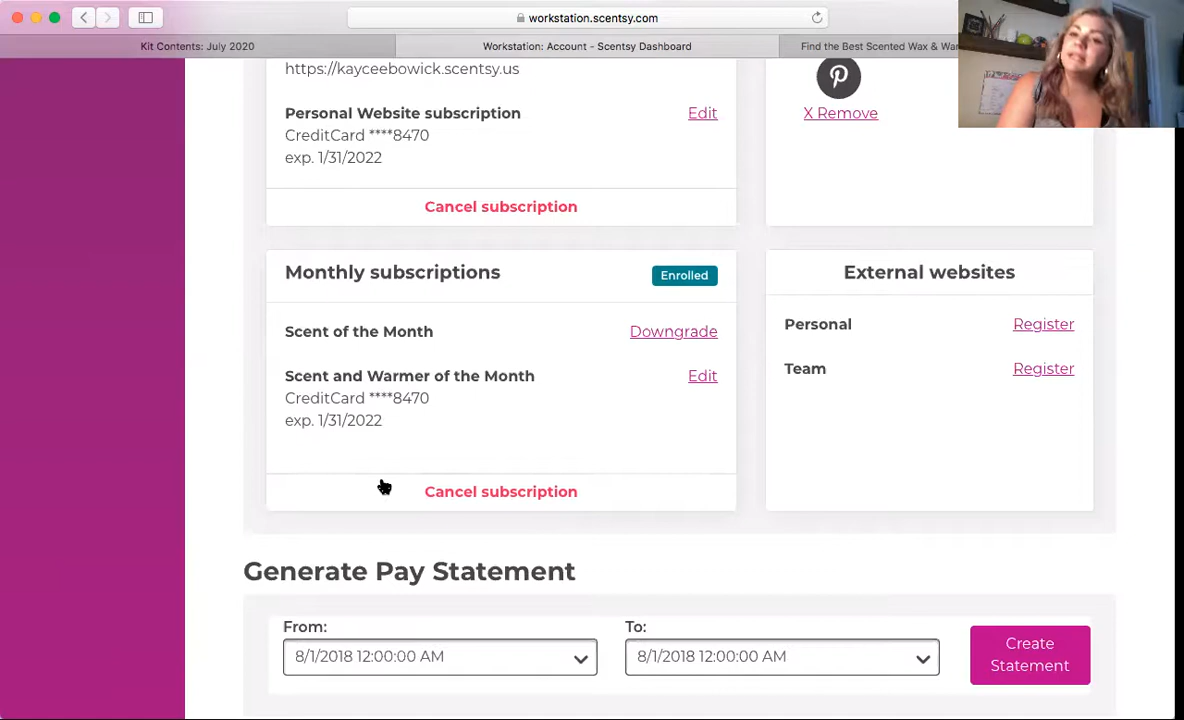 workstation.scentsy.com
Kit Contents: July 2020
Workstation: Account - Scentsy Dashboard
Find the Best Scented Wax & War
https://kayceebowick.scentsy.us
Personal Website subscription
Edit
CreditCard ****8470
exp. 1/31/2022
Cancel subscription
X Remove
Monthly subscriptions
Enrolled
Scent of the Month
Downgrade
Scent and Warmer of the Month
Edit
CreditCard ****8470
exp. 1/31/2022
Cancel subscription
External websites
Personal
Register
Team
Register
Generate Pay Statement
From:
8/1/2018 12:00:00 AM
To:
8/1/2018 12:00:00 AM
Create
Statement